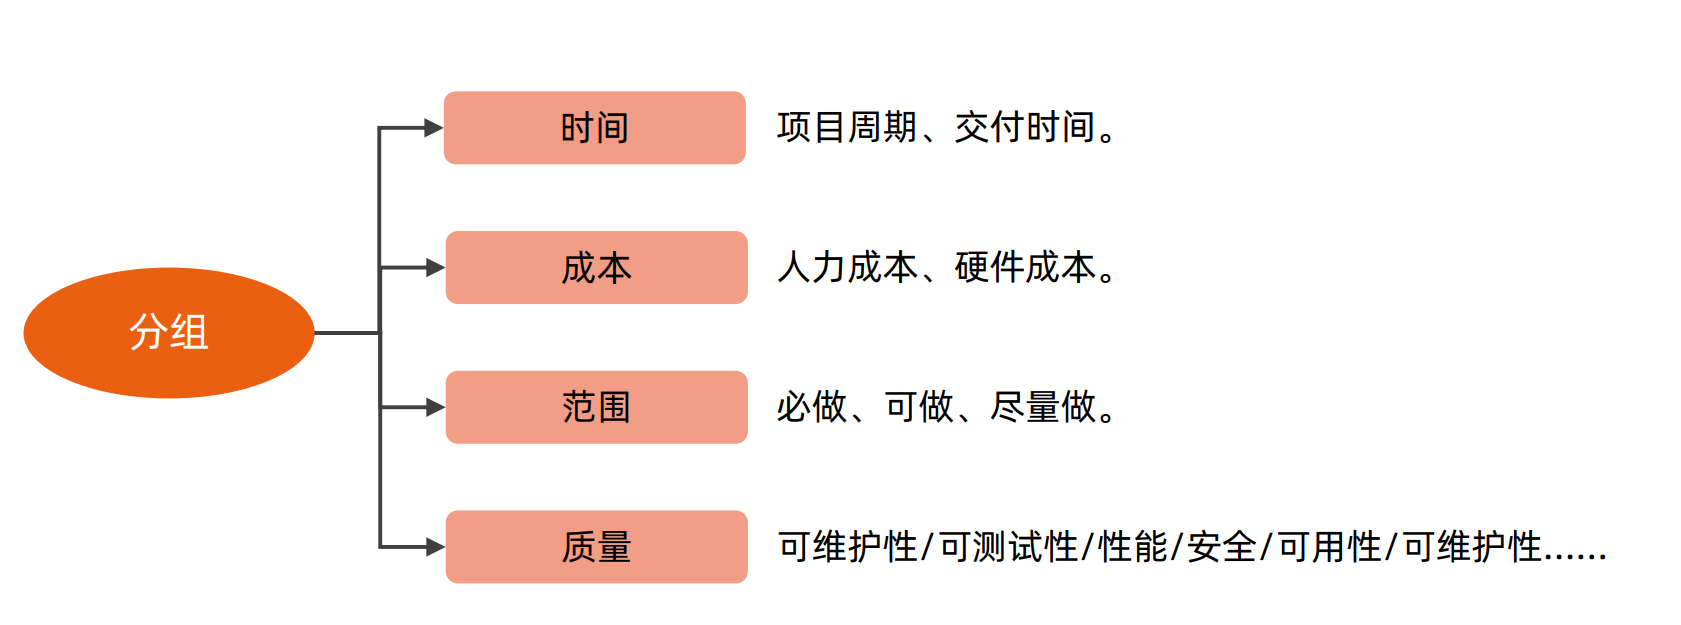 时间
项目周期、交付时间。
成本
人力成本、硬件成本。
分组
范围
必做、可做、尽量做。
质量
可维护性/可测试性/性能/安全/可用性/可维护性......